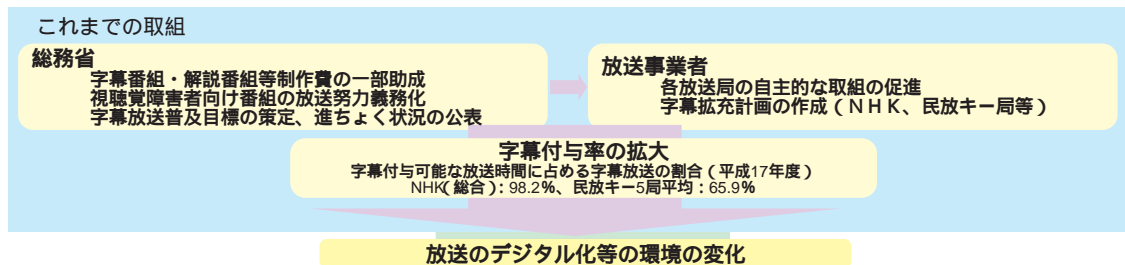 これまでの取組
総務省
字幕番組・解説番組等制作費の一部助成
視聴覚障害者向け番組の放送努力義務化
字幕放送普及目標の策定、進ちょく状況の公表
放送事業者
各放送局の自主的な取組の促進
字幕拡充計画の作成(NHK、民放キー局等)
字幕付与率の拡大
字幕付与可能な放送時間に占める字幕放送の割合(平成17年度)
NHK(総合):98.2%、民放キー5局平均:65.9%
放送のデジタル化等の環境の変化